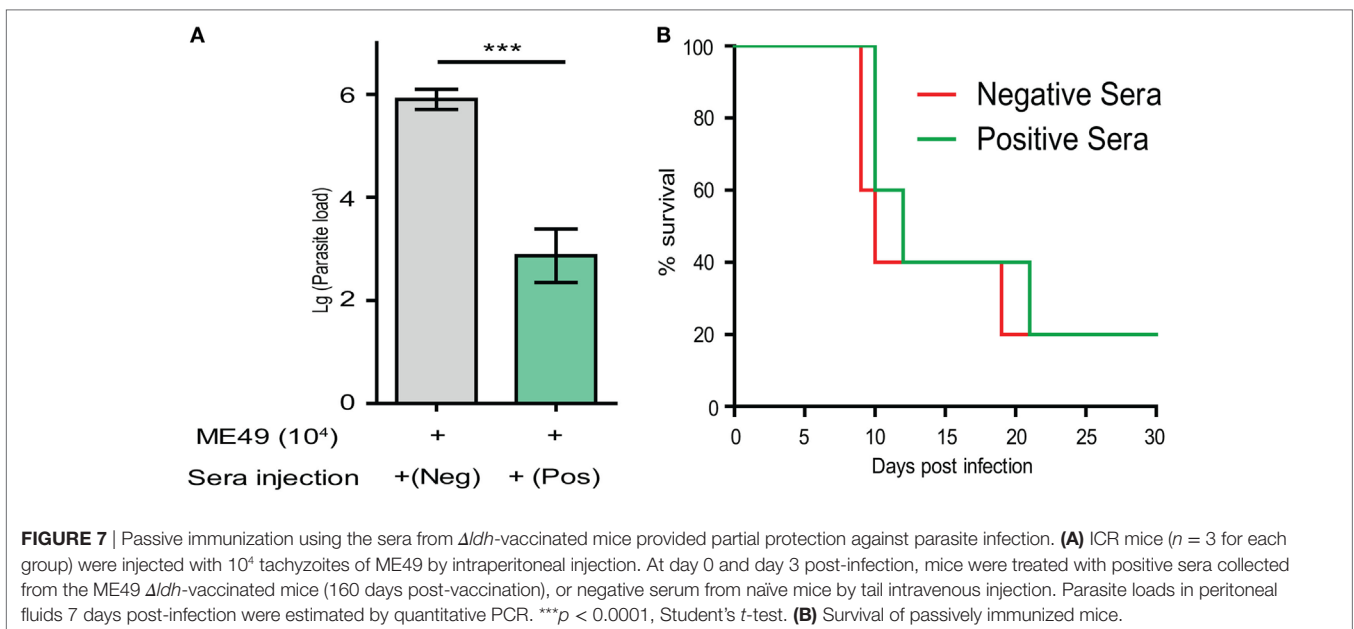 A
***
6
4
2
0
Lg (Parasite load)
ME49 (10⁴) + +
Sera injection +(Neg) + (Pos)
B
100
80
60
40
20
0
% survival
Negative Sera
Positive Sera
0 5 10 15 20 25 30
Days post infection
FIGURE 7 | Passive immunization using the sera from Δldh-vaccinated mice provided partial protection against parasite infection. (A) ICR mice (n = 3 for each
group) were injected with 10⁴ tachyzoites of ME49 by intraperitoneal injection. At day 0 and day 3 post-infection, mice were treated with positive sera collected
from the ME49 Δldh-vaccinated mice (160 days post-vaccination), or negative serum from naïve mice by tail intravenous injection. Parasite loads in peritoneal
fluids 7 days post-infection were estimated by quantitative PCR. ***p < 0.0001, Student’s t-test. (B) Survival of passively immunized mice.